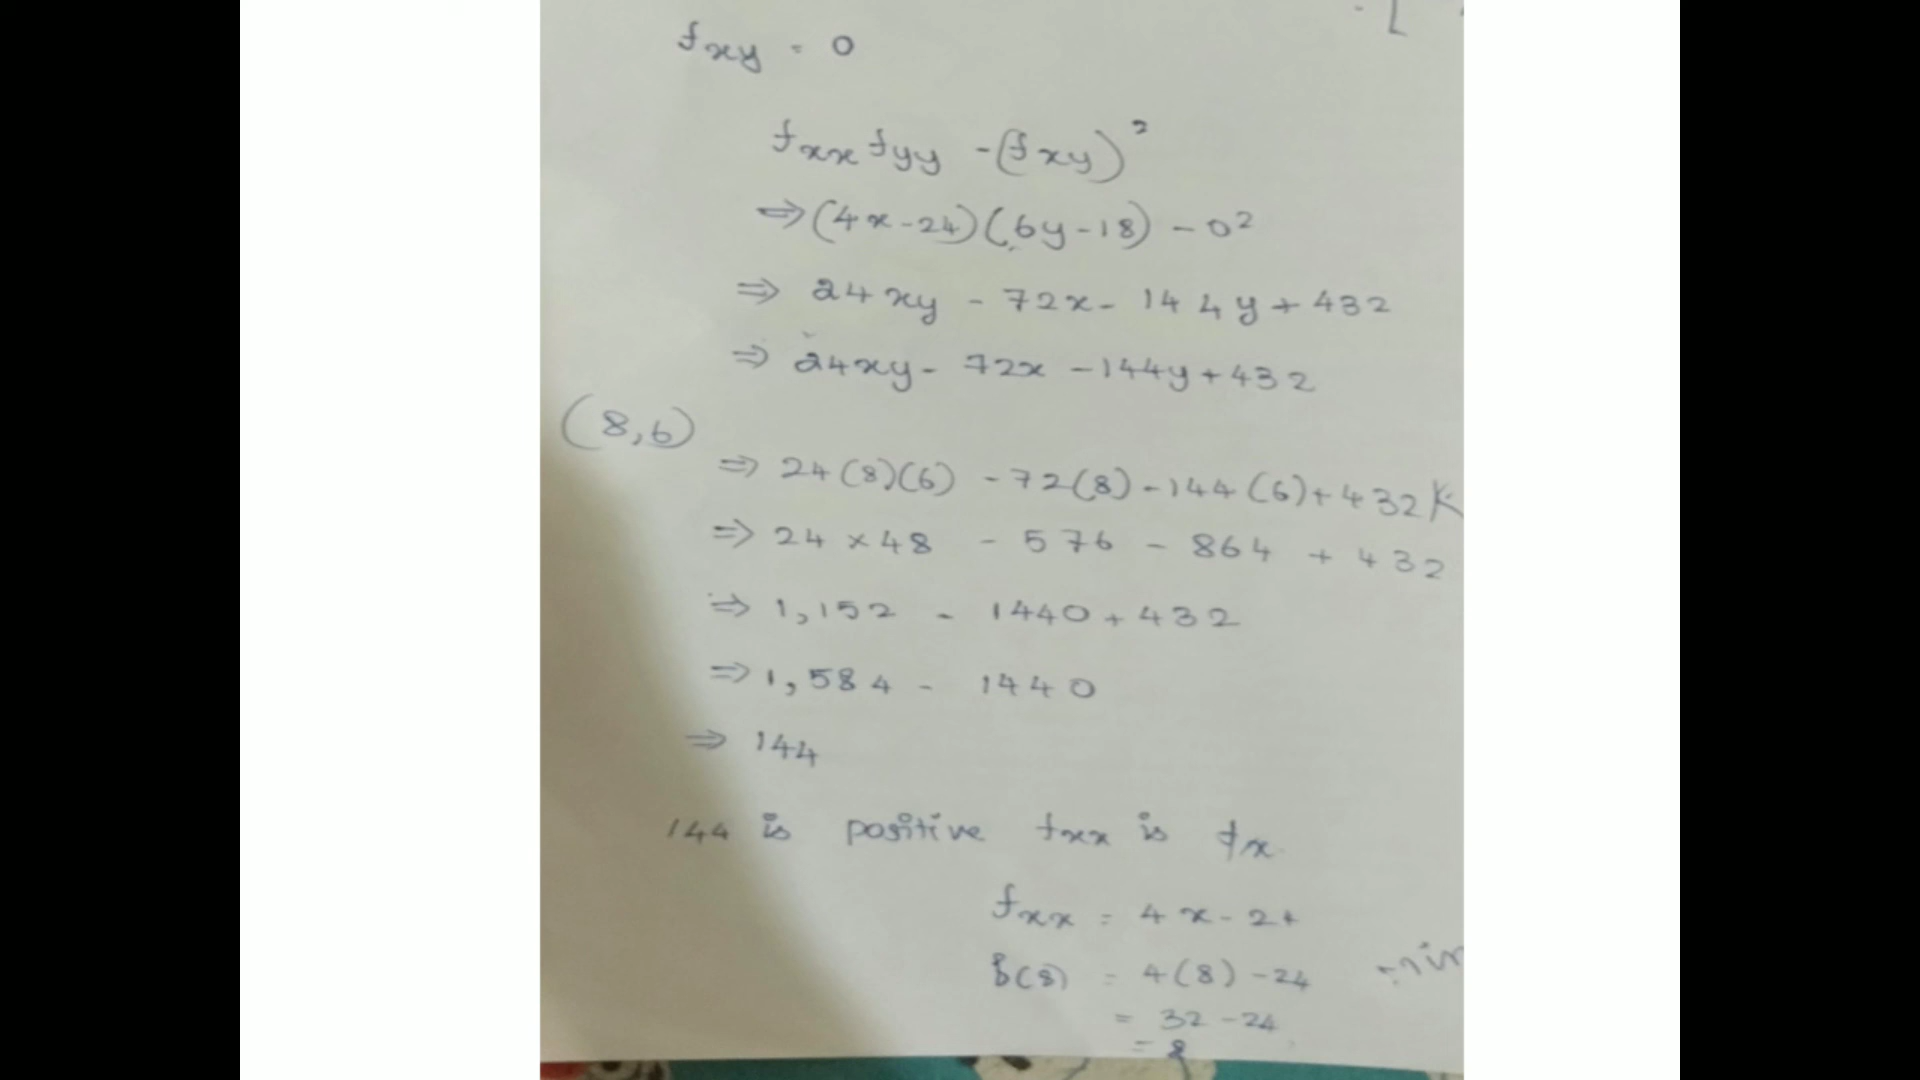 fxy = 0
fxx fyy - (fxy)²
⇒ (4x-24)(6y-18) - 0²
⇒ 24xy - 72x - 144y + 432
⇒ 24xy - 72x - 144y + 432
(8,6)
⇒ 24(8)(6) - 72(8) - 144(6) + 432
⇒ 24 × 48 - 576 - 864 + 432
⇒ 1,152 - 1440 + 432
⇒ 1,584 - 1440
⇒ 144
144 is positive fxx is fx
fxx = 4x - 24
f(8) = 4(8) - 24
= 32 - 24
= 8